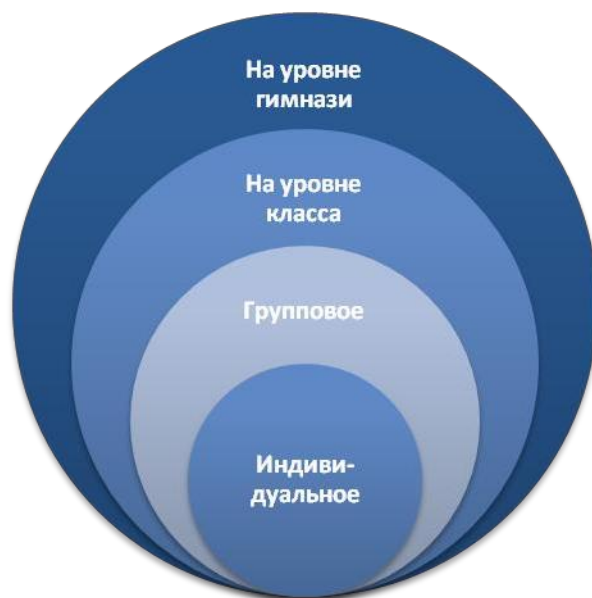 На уровне
гимнази
На уровне
класса
Групповое
Индиви-
дуальное